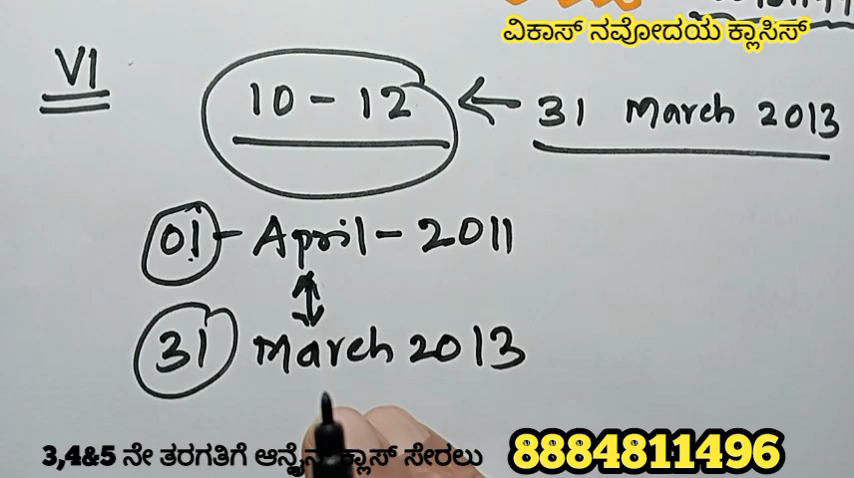 ವಿಕಾಸ್ ನವೋದಯ ಕ್ಲಾಸಿಸ್
VI
10 - 12 ← 31 March 2013
01 - April - 2011
31 March 2013
3,4&5 ನೇ ತರಗತಿಗೆ ಆನ್ಲೈನ್ ಕ್ಲಾಸ್ ಸೇರಲು 8884811496